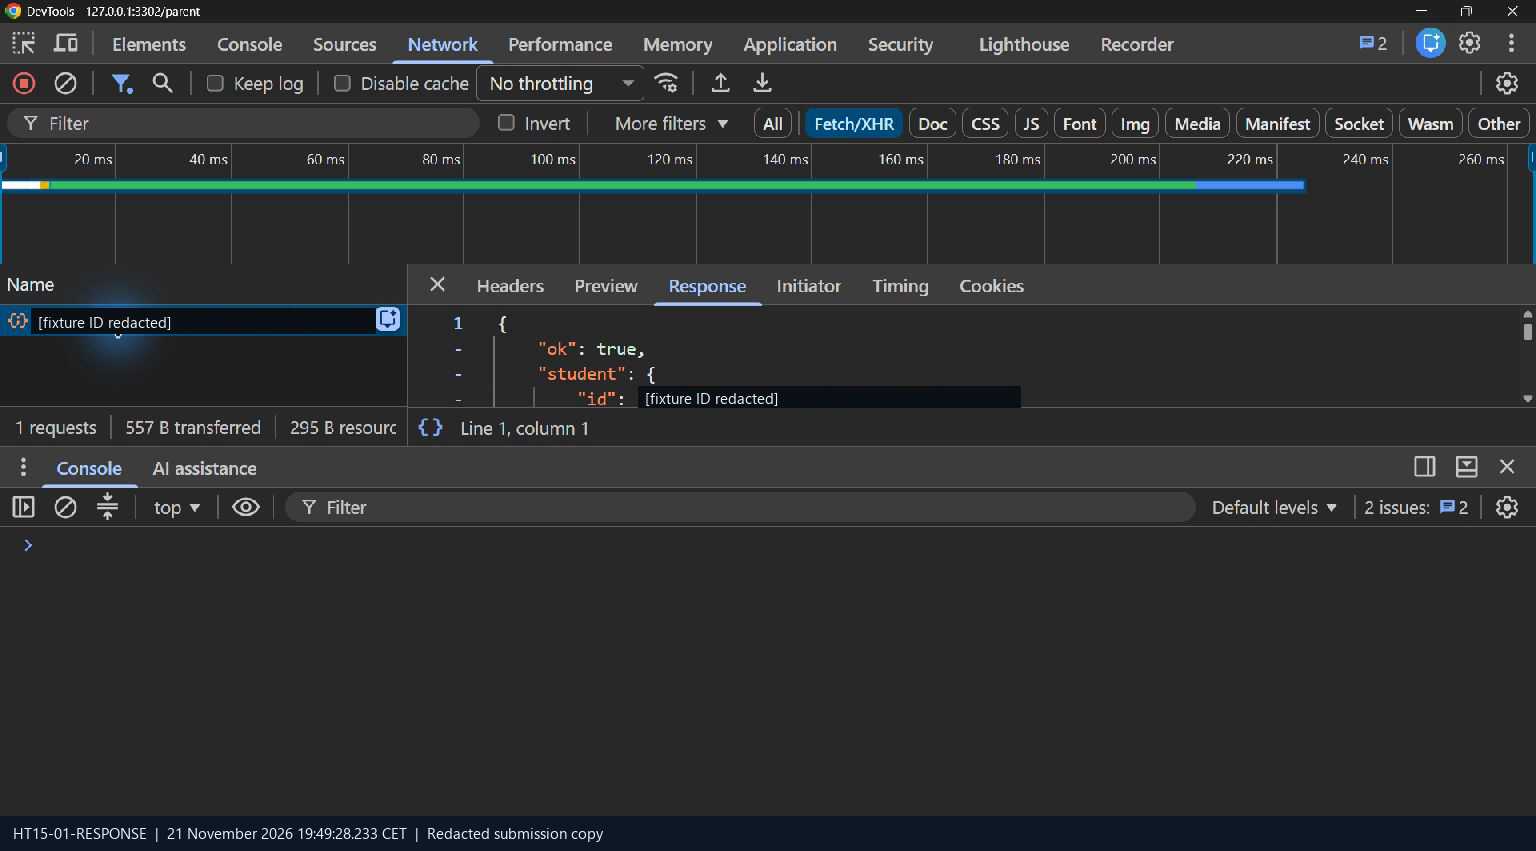 DevTools 127.0.0.1:3302/parent
Elements Console Sources Network Performance Memory Application Security Lighthouse Recorder 2
Keep log Disable cache No throttling
Filter Invert More filters All Fetch/XHR Doc CSS JS Font Img Media Manifest Socket Wasm Other
20 ms 40 ms 60 ms 80 ms 100 ms 120 ms 140 ms 160 ms 180 ms 200 ms 220 ms 240 ms 260 ms
Name
Headers Preview Response Initiator Timing Cookies
[fixture ID redacted]
1 {
- "ok": true,
- "student": {
- "id": [fixture ID redacted]
1 requests 557 B transferred 295 B resourc
{} Line 1, column 1
Console AI assistance
top Filter Default levels 2 issues: 2
HT15-01-RESPONSE | 21 November 2026 19:49:28.233 CET | Redacted submission copy